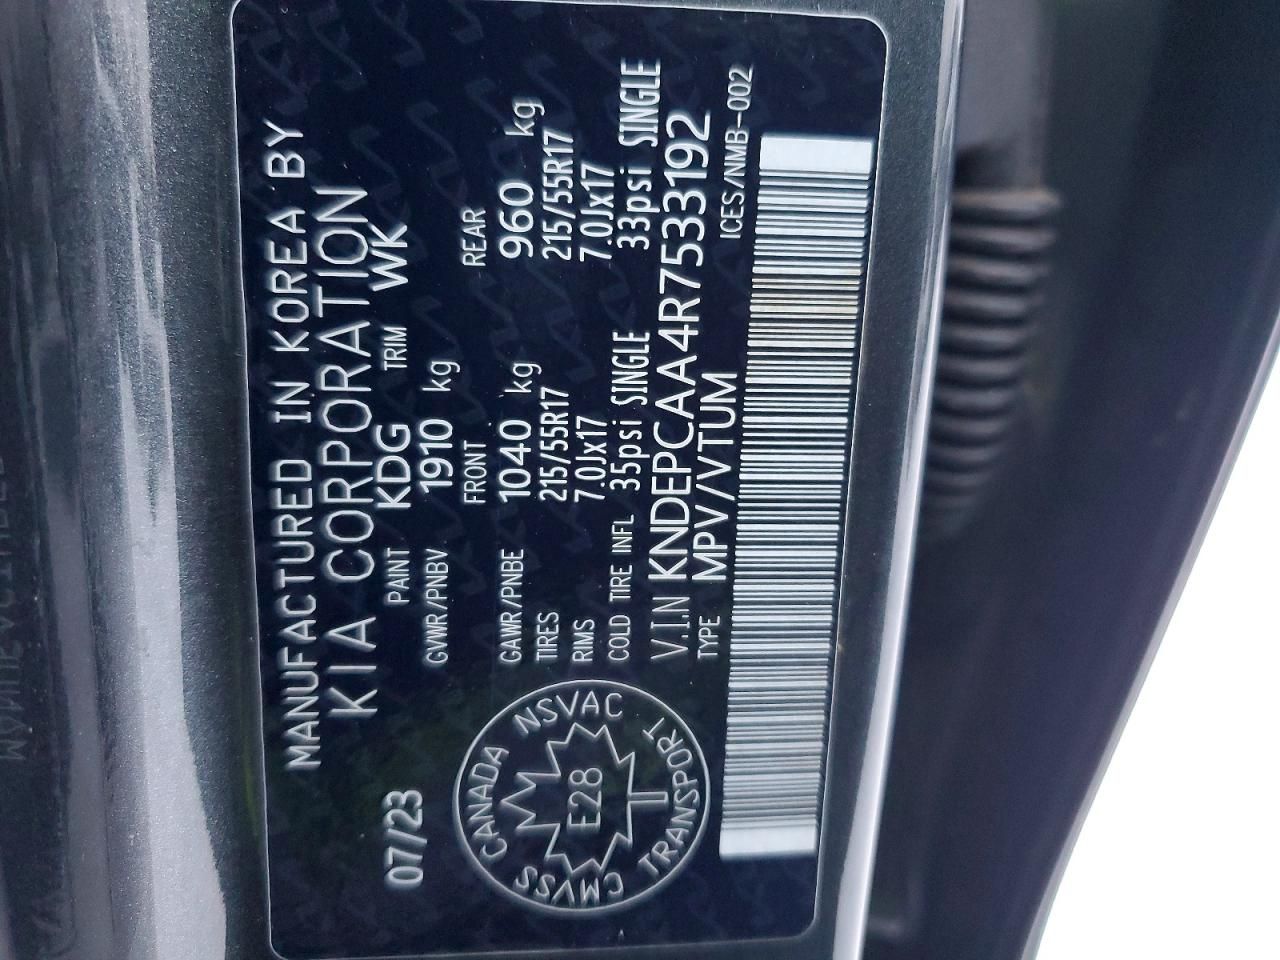 MANUFACTURED IN KOREA BY
KIA CORPORATION
07/23 PAINT KDG TRIM WK
GVWR/PNBV 1910 kg
FRONT REAR
GAWR/PNBE 1040 kg 960 kg
TIRES 215/55R17 215/55R17
RIMS 7.0Jx17 7.0Jx17
COLD TIRE INFL 35psi SINGLE 33psi SINGLE
V.I.N KNDEPCAA4R7533192
TYPE MPV/VTUM ICES/NMB-002
CANADA NSVAC
E28
CMVSS TRANSPORT